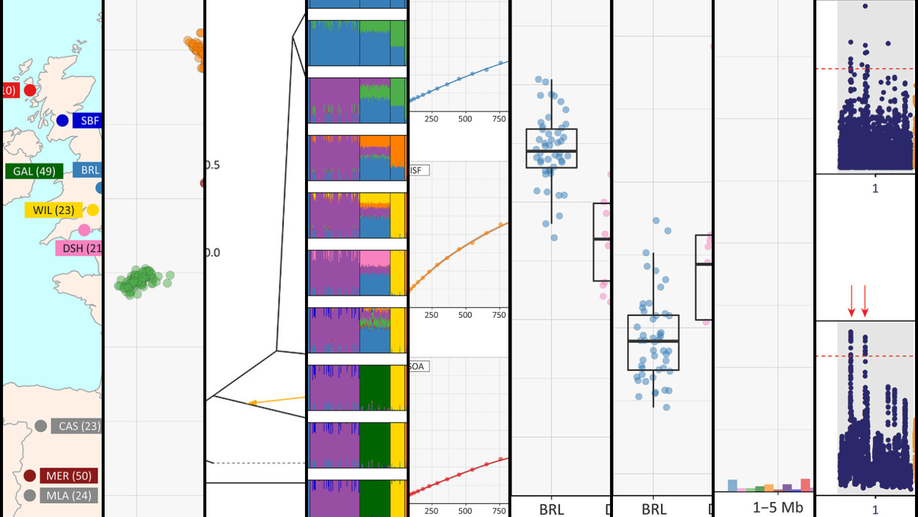 0)
SBF
GAL (49)
BRL
WIL (23)
DSH (21
CAS (23)
MER (50)
MLA (24)
0.5
0.0
250 500 750
ISF
250 500 750
SOA
250 500 750
BRL
BRL
1–5 Mb
1
1